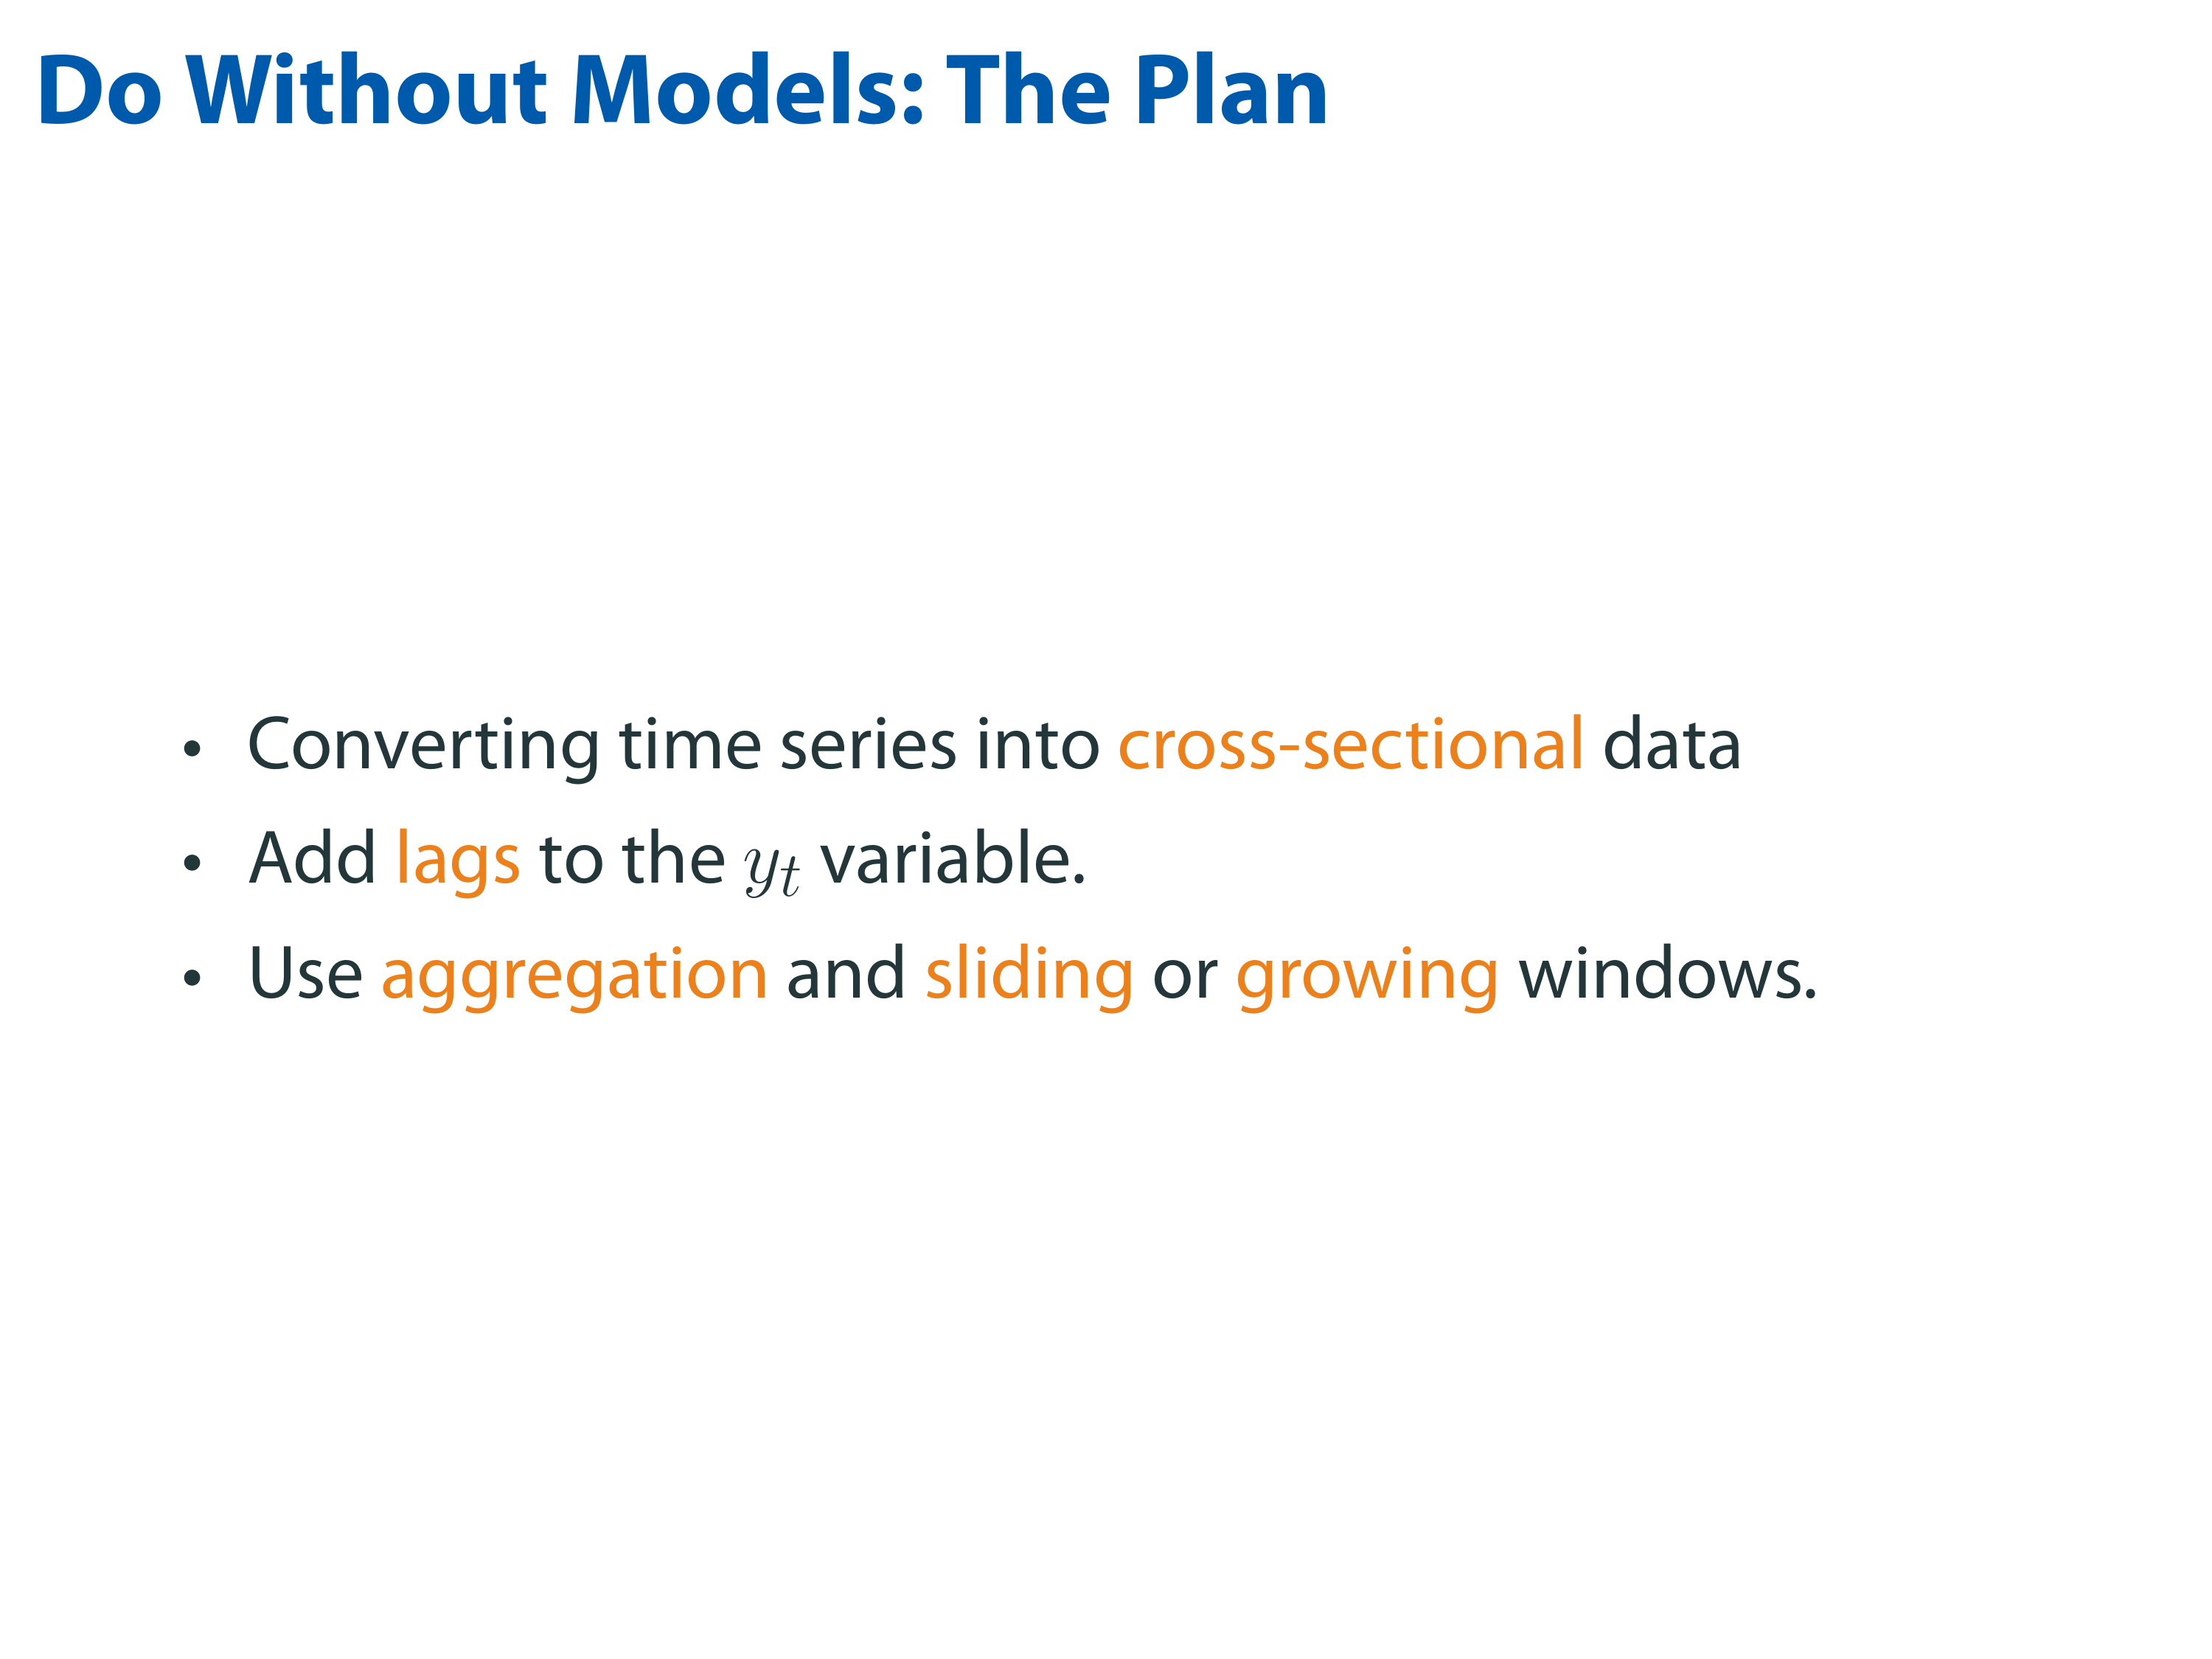 Do Without Models: The Plan
• Converting time series into cross-sectional data
• Add lags to the $y_t$ variable.
• Use aggregation and sliding or growing windows.